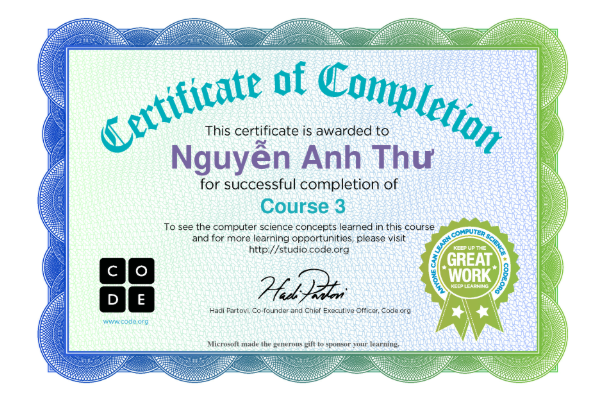 Certificate of Completion
This certificate is awarded to
Nguyễn Anh Thư
for successful completion of
Course 3
To see the computer science concepts learned in this course
and for more learning opportunities, please visit
http://studio.code.org
C O
D E
www.code.org
Hadi Partovi
Hadi Partovi, Co-founder and Chief Executive Officer, Code.org
ANYONE CAN LEARN COMPUTER SCIENCE • CODE.ORG •
KEEP UP THE
GREAT
WORK
KEEP LEARNING
Microsoft made the generous gift to sponsor your learning.